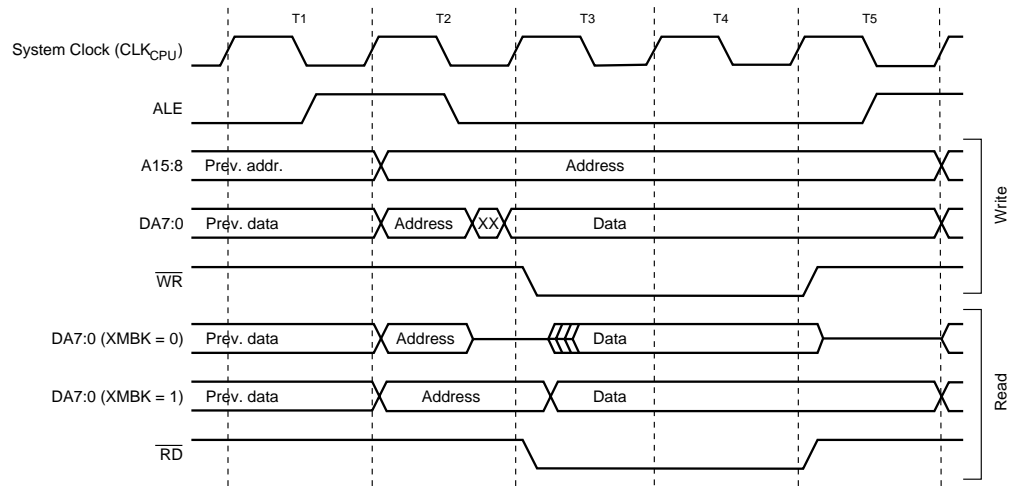 T1 T2 T3 T4 T5
System Clock (CLKCPU)
ALE
A15:8 Prev. addr. Address
DA7:0 Prev. data Address XX Data
WR
Write
DA7:0 (XMBK = 0) Prev. data Address Data
DA7:0 (XMBK = 1) Prev. data Address Data
RD
Read